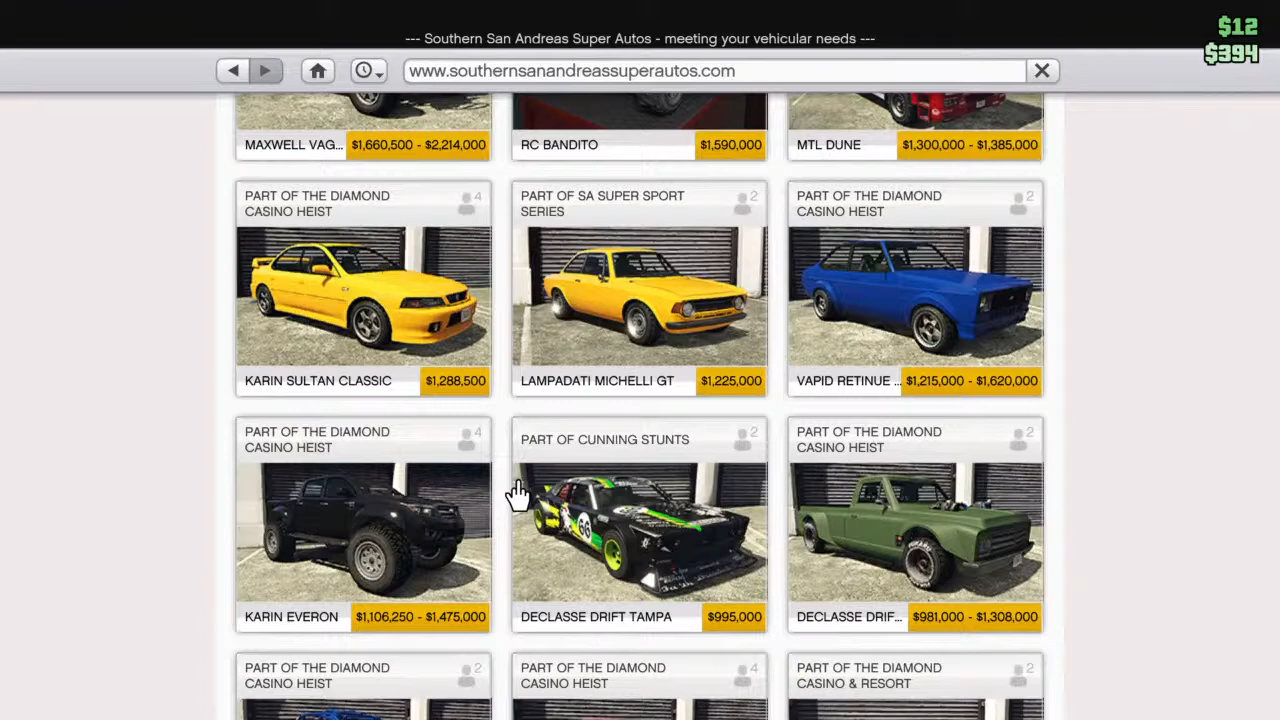 $12
--- Southern San Andreas Super Autos - meeting your vehicular needs ---
$394
www.southernsanandreassuperautos.com
MAXWELL VAG... $1,660,500 - $2,214,000
RC BANDITO $1,590,000
MTL DUNE $1,300,000 - $1,385,000
PART OF THE DIAMOND
CASINO HEIST
4
PART OF SA SUPER SPORT
SERIES
2
PART OF THE DIAMOND
CASINO HEIST
2
KARIN SULTAN CLASSIC $1,288,500
LAMPADATI MICHELLI GT $1,225,000
VAPID RETINUE ... $1,215,000 - $1,620,000
PART OF THE DIAMOND
CASINO HEIST
4
PART OF CUNNING STUNTS
2
PART OF THE DIAMOND
CASINO HEIST
2
66
KARIN EVERON $1,106,250 - $1,475,000
DECLASSE DRIFT TAMPA $995,000
DECLASSE DRIF... $981,000 - $1,308,000
PART OF THE DIAMOND
CASINO HEIST
2
PART OF THE DIAMOND
CASINO HEIST
4
PART OF THE DIAMOND
CASINO & RESORT
2